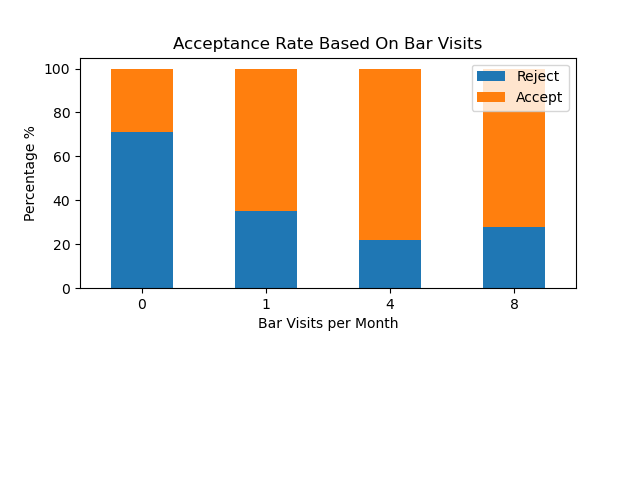 Acceptance Rate Based On Bar Visits
Reject
Accept
Percentage %
100
80
60
40
20
0
0 1 4 8
Bar Visits per Month